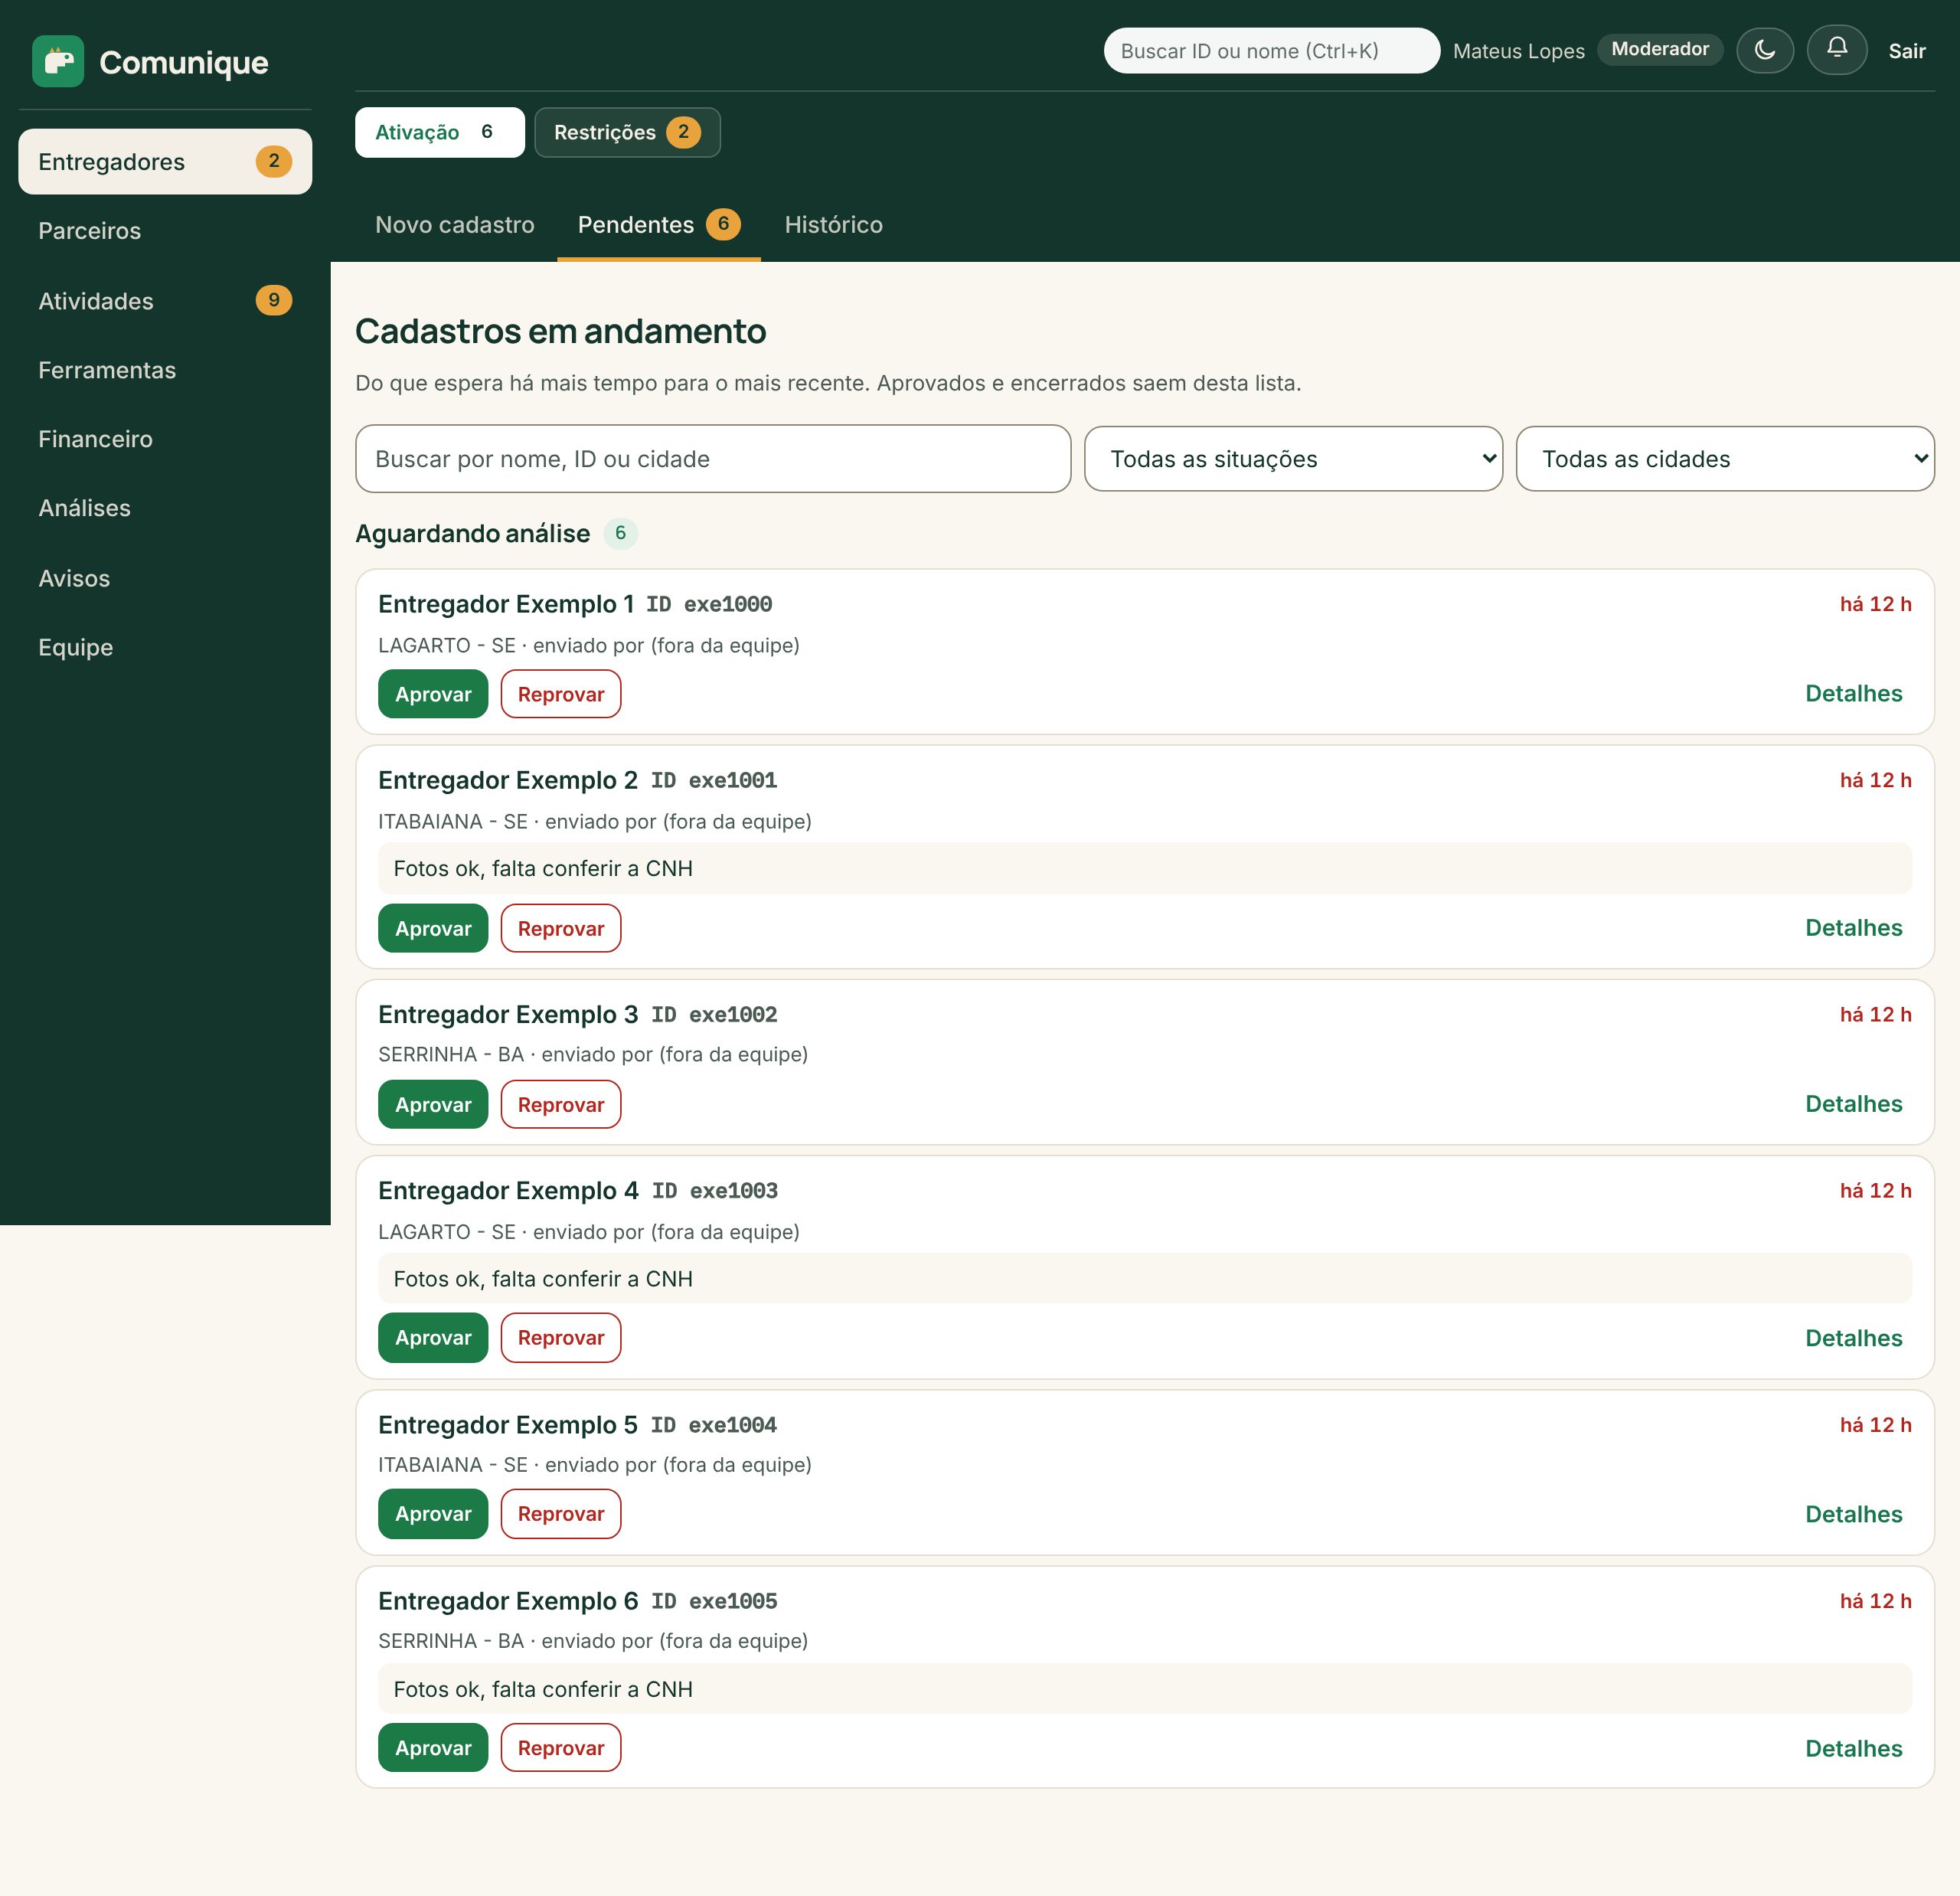 Comunique
Buscar ID ou nome (Ctrl+K) Mateus Lopes Moderador Sair
Entregadores 2
Parceiros
Atividades 9
Ferramentas
Financeiro
Análises
Avisos
Equipe
Ativação 6 Restrições 2
Novo cadastro Pendentes 6 Histórico
Cadastros em andamento
Do que espera há mais tempo para o mais recente. Aprovados e encerrados saem desta lista.
Buscar por nome, ID ou cidade Todas as situações Todas as cidades
Aguardando análise 6
Entregador Exemplo 1 ID exe1000 há 12 h
LAGARTO - SE · enviado por (fora da equipe)
Aprovar Reprovar Detalhes
Entregador Exemplo 2 ID exe1001 há 12 h
ITABAIANA - SE · enviado por (fora da equipe)
Fotos ok, falta conferir a CNH
Aprovar Reprovar Detalhes
Entregador Exemplo 3 ID exe1002 há 12 h
SERRINHA - BA · enviado por (fora da equipe)
Aprovar Reprovar Detalhes
Entregador Exemplo 4 ID exe1003 há 12 h
LAGARTO - SE · enviado por (fora da equipe)
Fotos ok, falta conferir a CNH
Aprovar Reprovar Detalhes
Entregador Exemplo 5 ID exe1004 há 12 h
ITABAIANA - SE · enviado por (fora da equipe)
Aprovar Reprovar Detalhes
Entregador Exemplo 6 ID exe1005 há 12 h
SERRINHA - BA · enviado por (fora da equipe)
Fotos ok, falta conferir a CNH
Aprovar Reprovar Detalhes